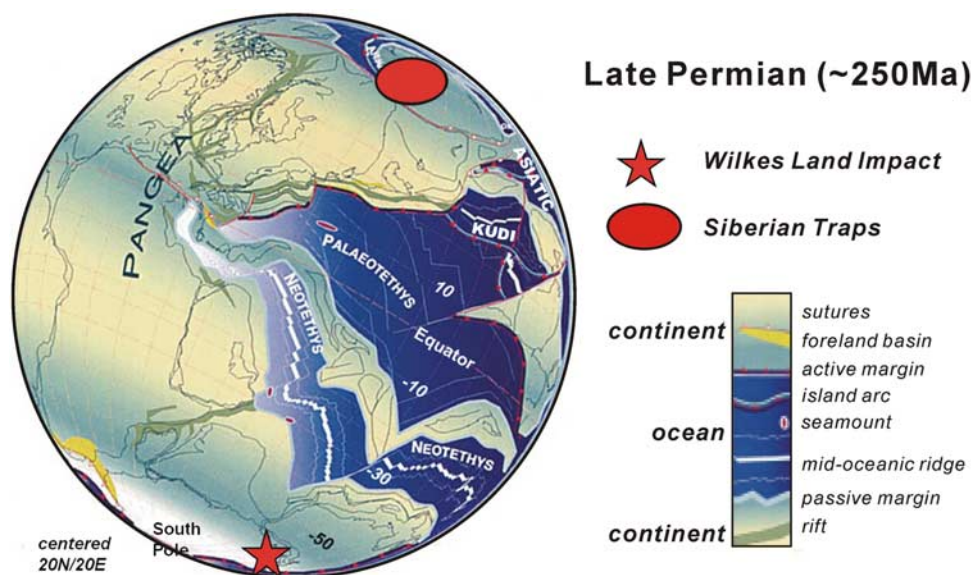 Late Permian (~250Ma)
Wilkes Land Impact
Siberian Traps
PANGEA
ASIATIC
KUDI
PALAEOTETHYS
10
NEOTETHYS
Equator
-10
NEOTETHYS
-30
-50
South
Pole
centered
20N/20E
continent
ocean
continent
sutures
foreland basin
active margin
island arc
seamount
mid-oceanic ridge
passive margin
rift